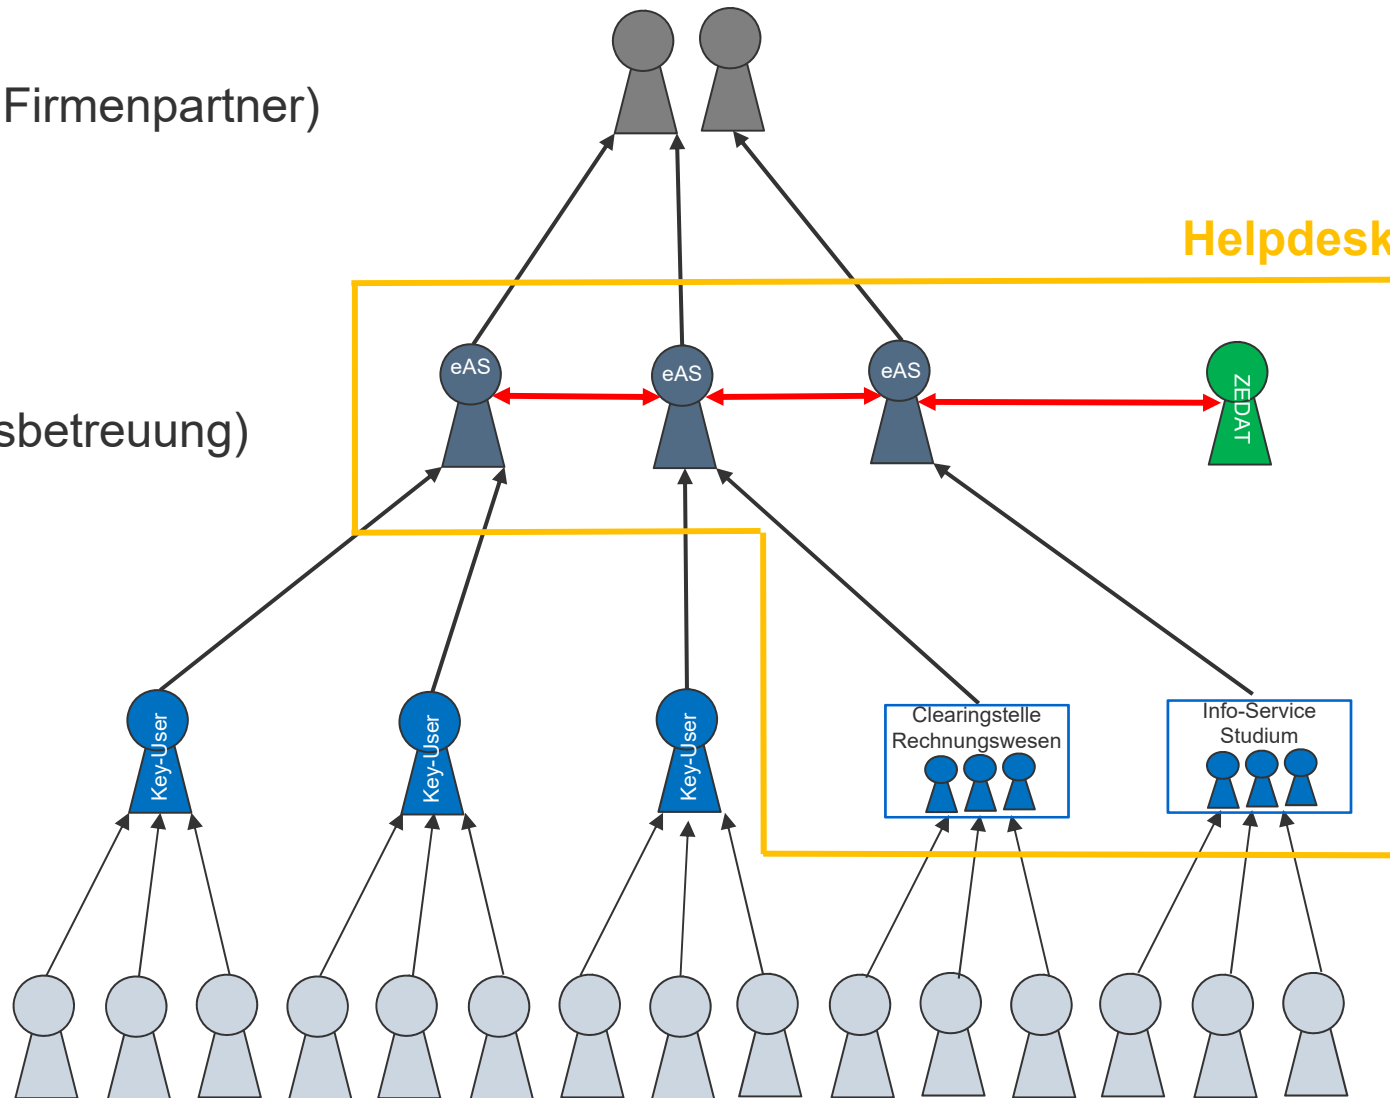 Firmenpartner)
Helpdesk
eAS
eAS
eAS
ZEDAT
sbetreuung)
Key-User
Key-User
Key-User
Clearingstelle
Rechnungswesen
Info-Service
Studium